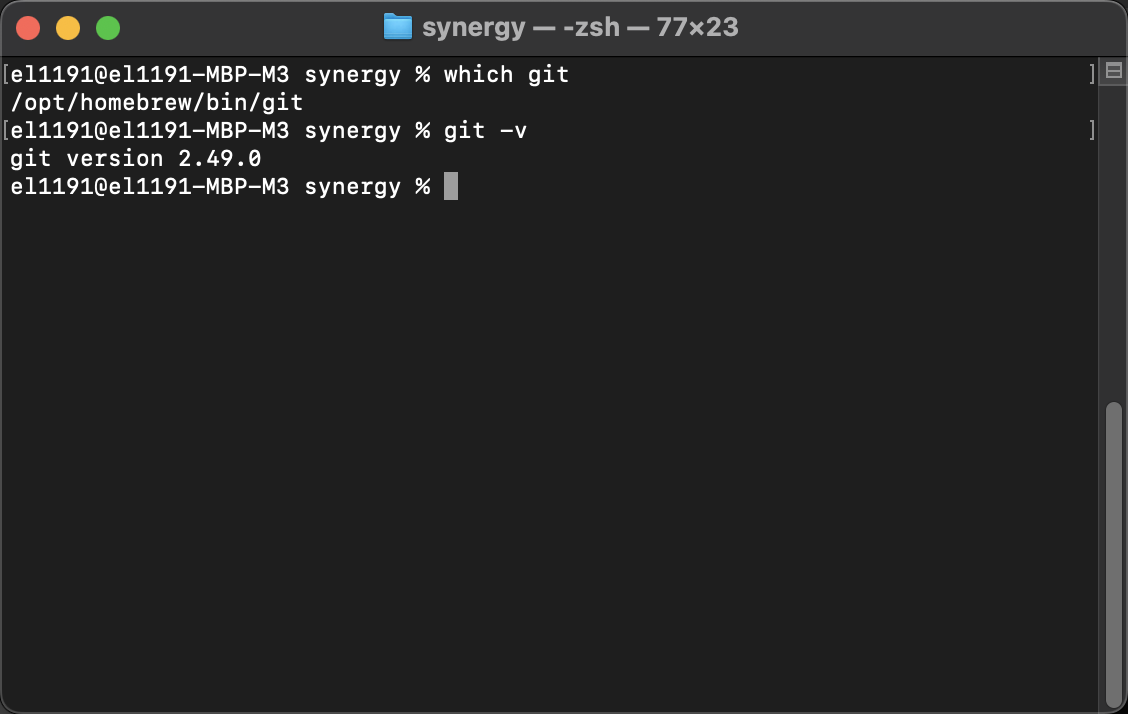 synergy — -zsh — 77×23
[el1191@el1191-MBP-M3 synergy % which git ]
/opt/homebrew/bin/git
[el1191@el1191-MBP-M3 synergy % git -v ]
git version 2.49.0
el1191@el1191-MBP-M3 synergy %